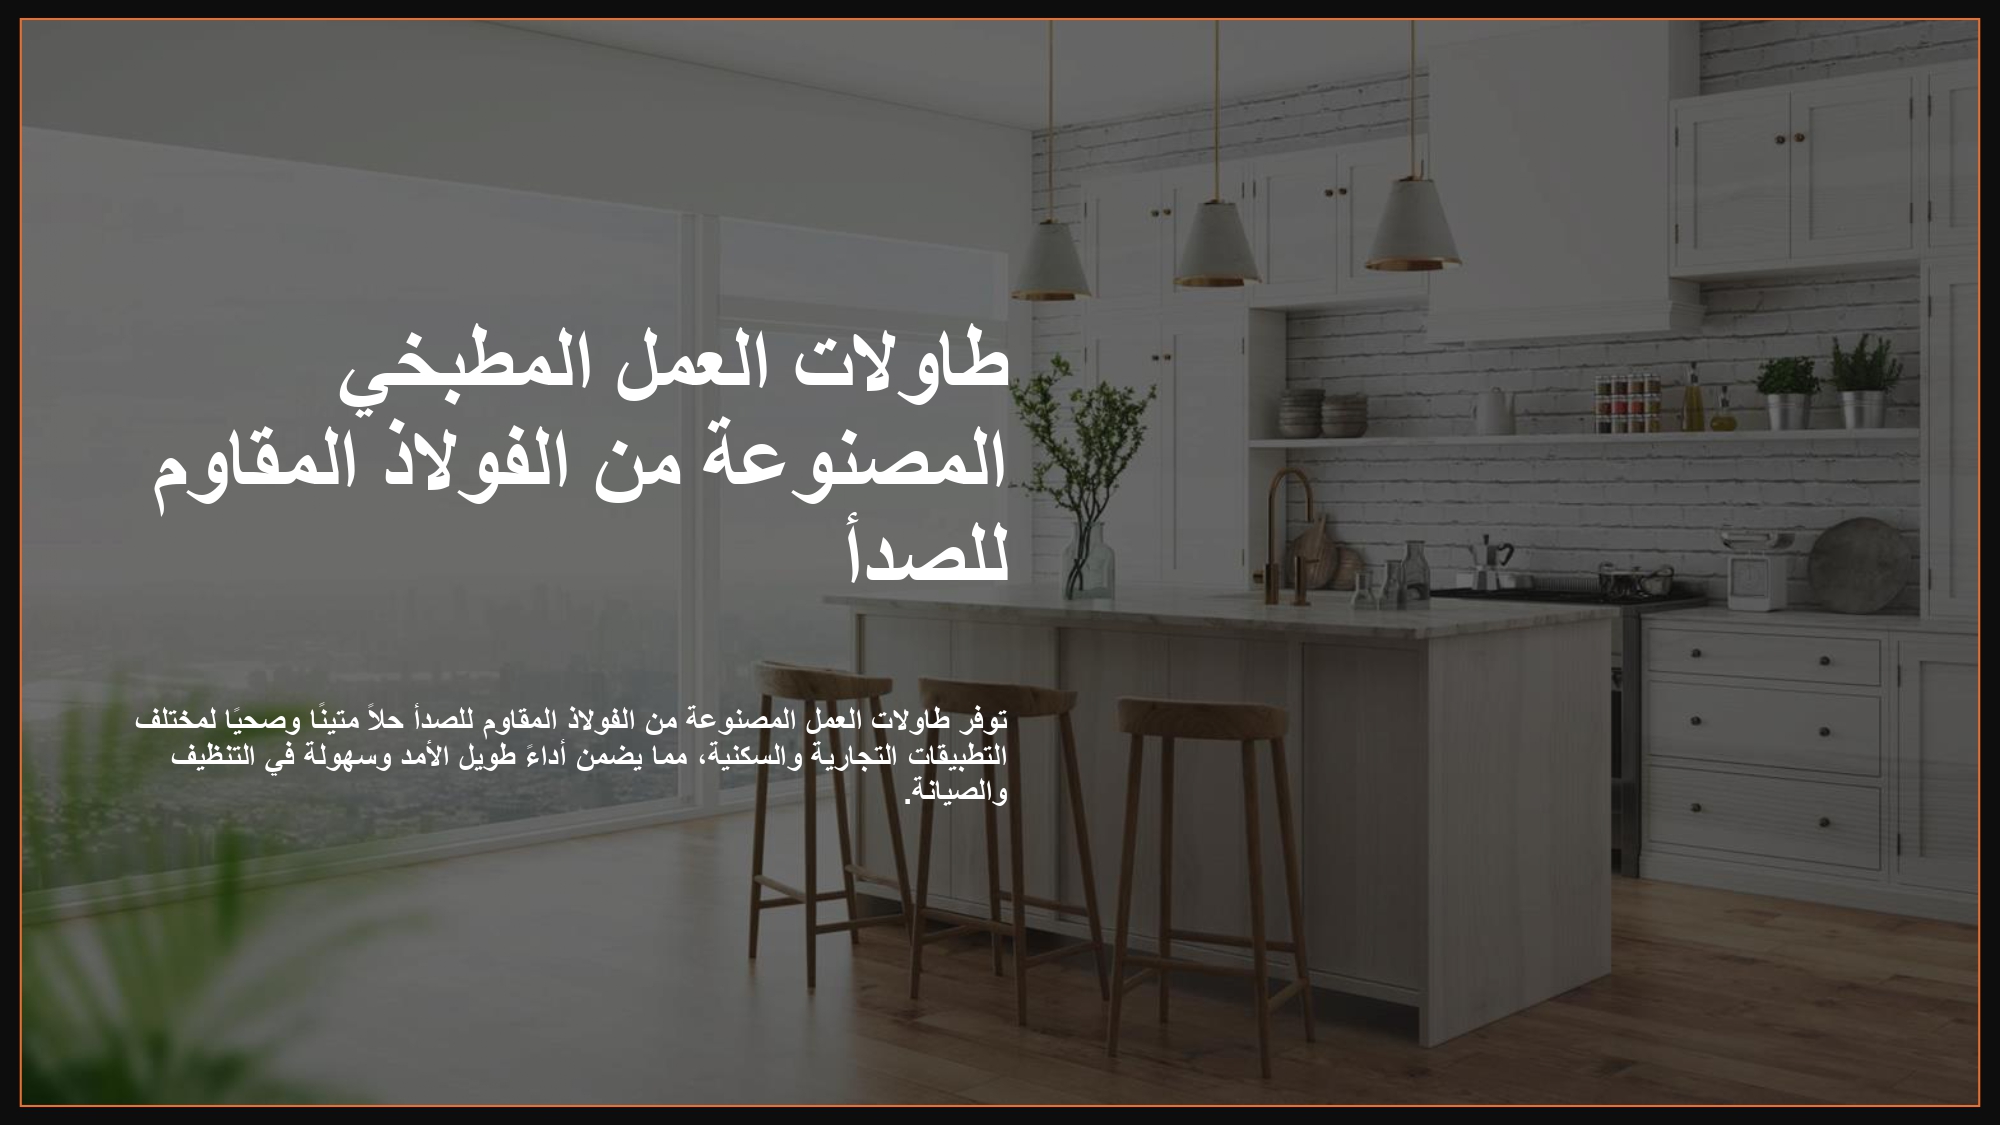 طاولات العمل المطبخي
المصنوعة من الفولاذ المقاوم
للصدأ
توفر طاولات العمل المصنوعة من الفولاذ المقاوم للصدأ حلاً متينًا وصحيًا لمختلف
التطبيقات التجارية والسكنية، مما يضمن أداءً طويل الأمد وسهولة في التنظيف
والصيانة.